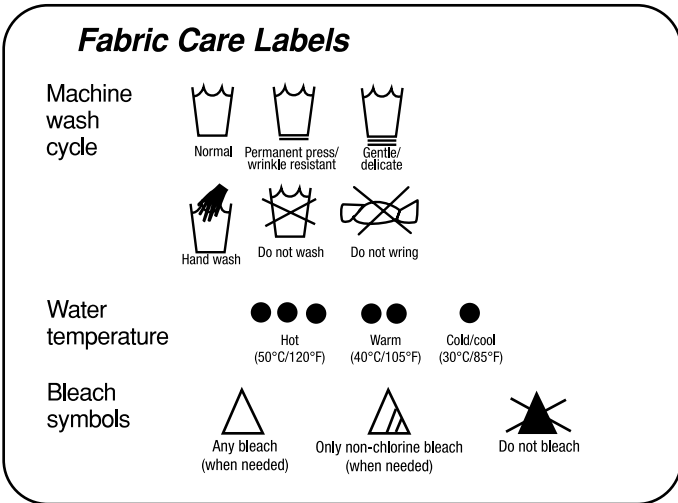 Fabric Care Labels
Machine
wash
cycle
Normal
Permanent press/
wrinkle resistant
Gentle/
delicate
Hand wash
Do not wash
Do not wring
Water
temperature
Hot
(50°C/120°F)
Warm
(40°C/105°F)
Cold/cool
(30°C/85°F)
Bleach
symbols
Any bleach
(when needed)
Only non-chlorine bleach
(when needed)
Do not bleach